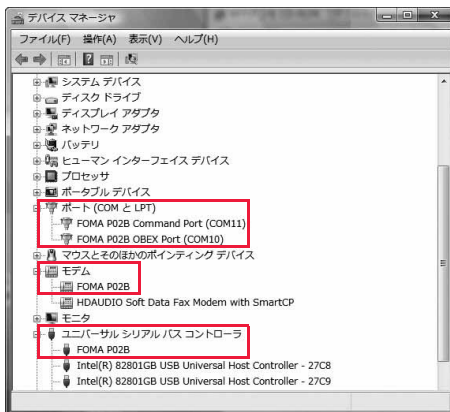 デバイス マネージャ
ファイル(F) 操作(A) 表示(V) ヘルプ(H)
システム デバイス
ディスク ドライブ
ディスプレイ アダプタ
ネットワーク アダプタ
バッテリ
ヒューマン インターフェイス デバイス
プロセッサ
ポータブル デバイス
ポート (COM と LPT)
FOMA P02B Command Port (COM11)
FOMA P02B OBEX Port (COM10)
マウスとそのほかのポインティング デバイス
モデム
FOMA P02B
HDAUDIO Soft Data Fax Modem with SmartCP
モニタ
ユニバーサル シリアル バス コントローラ
FOMA P02B
Intel(R) 82801GB USB Universal Host Controller - 27C8
Intel(R) 82801GB USB Universal Host Controller - 27C9